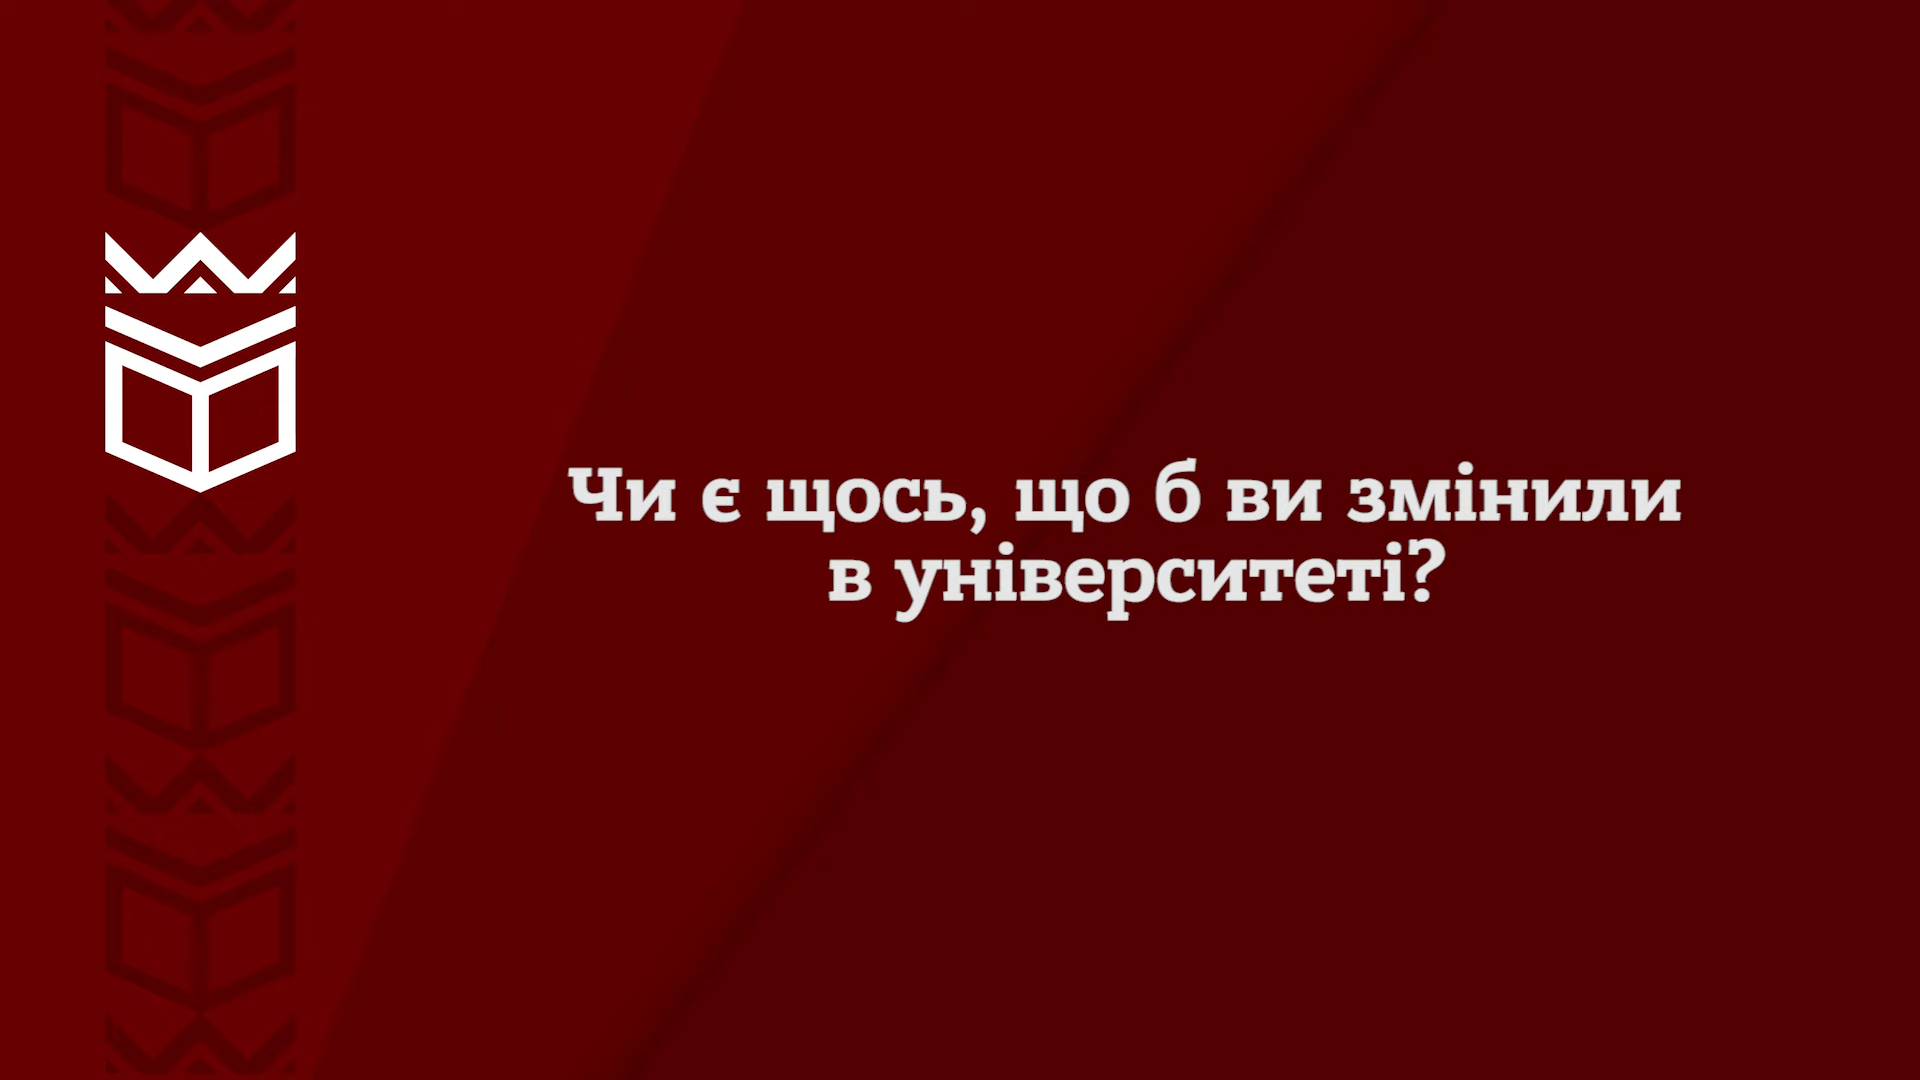 Чи є щось, що б ви змінили
в університеті?